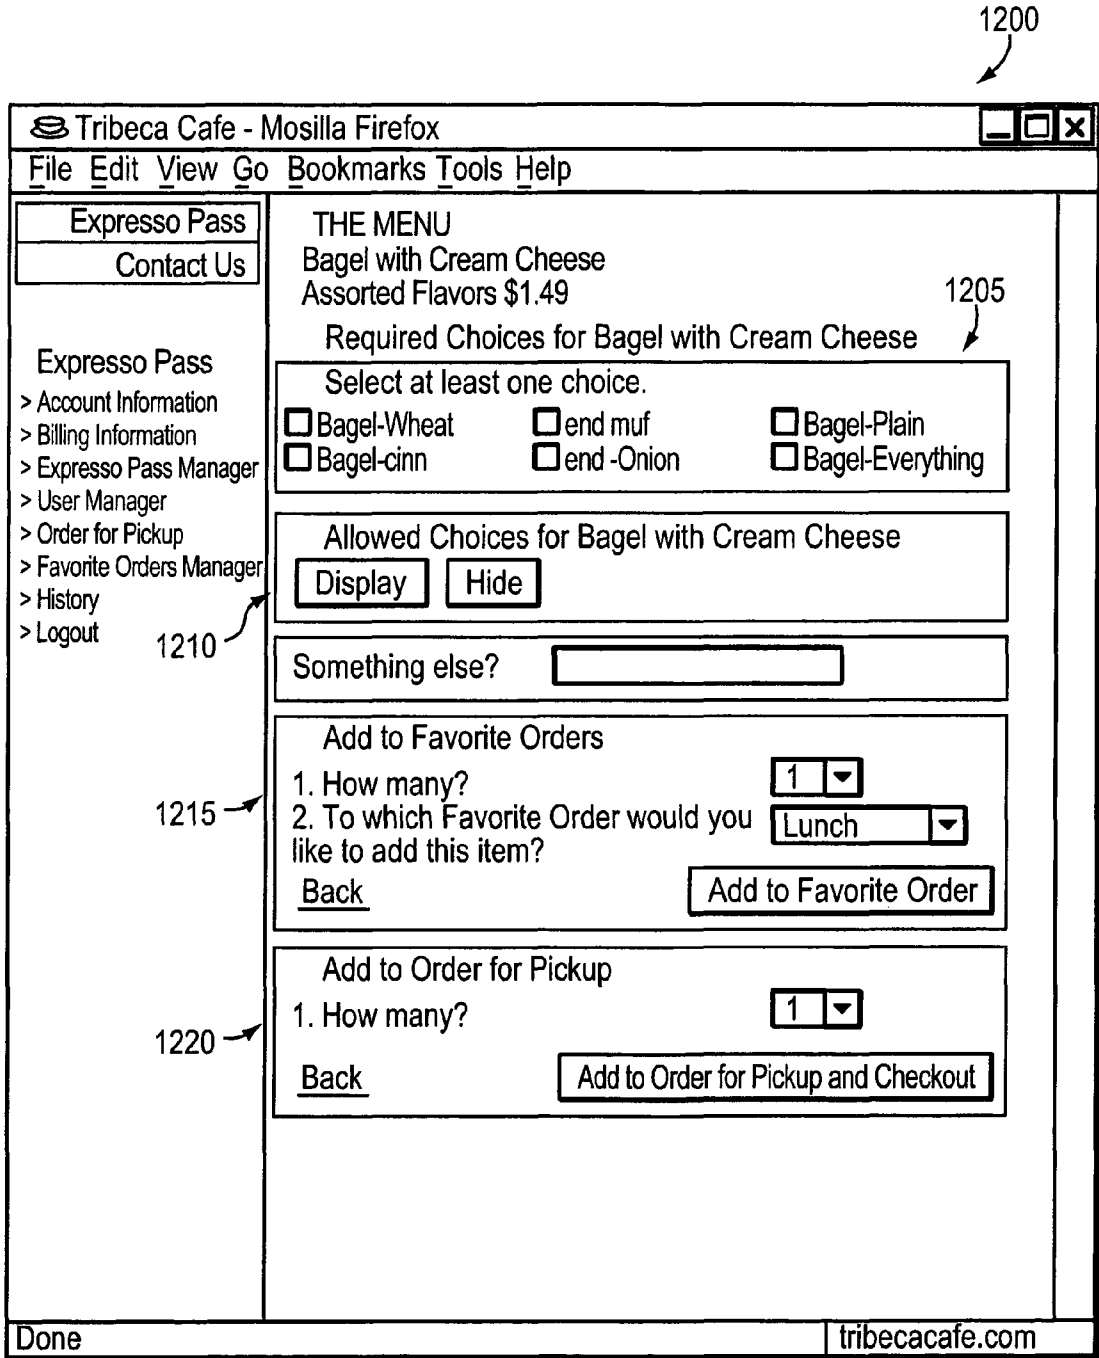 1200
Tribeca Cafe - Mosilla Firefox
File Edit View Go Bookmarks Tools Help
Expresso Pass
Contact Us
Expresso Pass
> Account Information
> Billing Information
> Expresso Pass Manager
> User Manager
> Order for Pickup
> Favorite Orders Manager
> History
> Logout
THE MENU
Bagel with Cream Cheese
Assorted Flavors $1.49
1205
Required Choices for Bagel with Cream Cheese
Select at least one choice.
Bagel-Wheat end muf Bagel-Plain
Bagel-cinn end -Onion Bagel-Everything
Allowed Choices for Bagel with Cream Cheese
Display Hide
1210
Something else?
Add to Favorite Orders
1. How many? 1
1215
2. To which Favorite Order would you Lunch
like to add this item?
Back Add to Favorite Order
Add to Order for Pickup
1. How many? 1
1220
Back Add to Order for Pickup and Checkout
Done tribecacafe.com